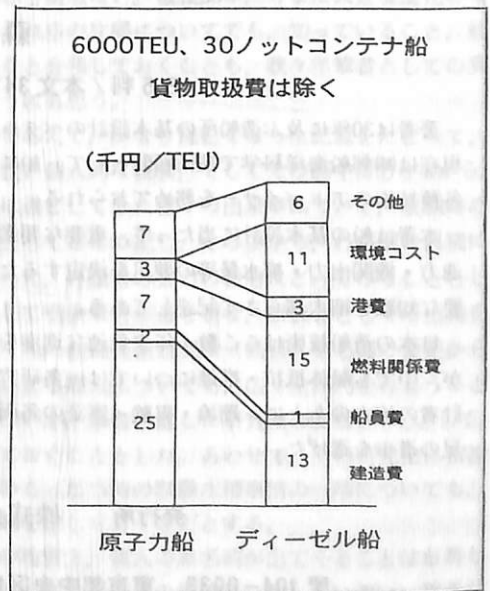 6000TEU、30ノットコンテナ船
貨物取扱費は除く
（千円／TEU）
7
3
7
2
25
6
その他
11
環境コスト
3
港費
15
燃料関係費
1
船員費
13
建造費
原子力船
ディーゼル船